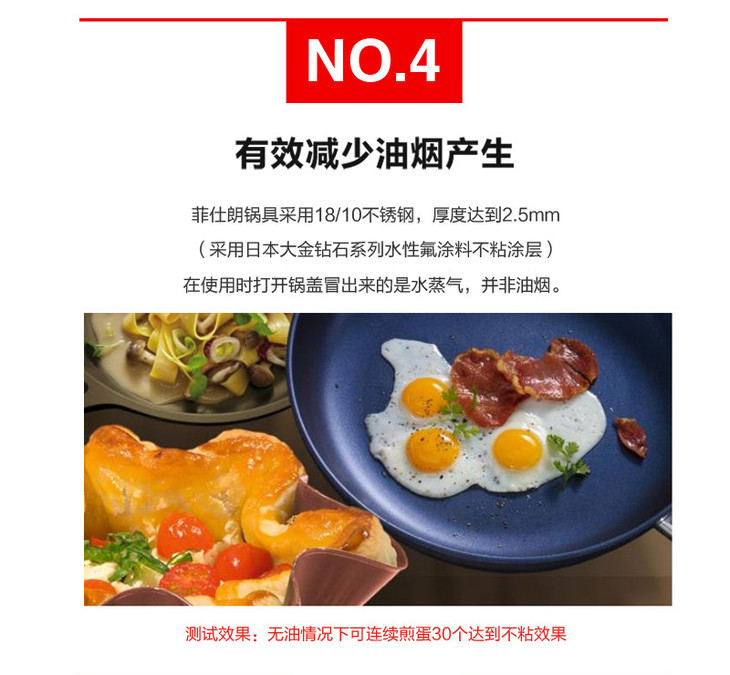 NO.4
有效减少油烟产生
菲仕朗锅具采用18/10不锈钢，厚度达到2.5mm
（采用日本大金钻石系列水性氟涂料不粘涂层）
在使用时打开锅盖冒出来的是水蒸气，并非油烟。
测试效果：无油情况下可连续煎蛋30个达到不粘效果